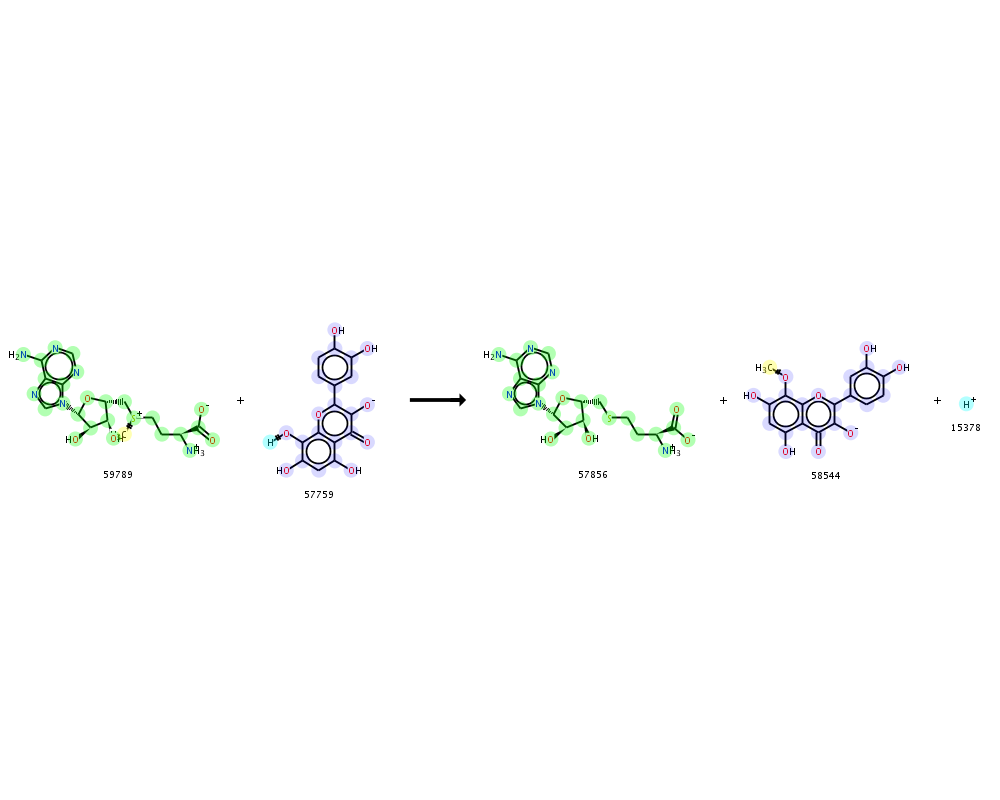 H₂N N N N N O S⁺ C HO OH O⁻ O NH₃⁺
59789
+
OH OH O O⁻ O H O HO OH
57759
H₂N N N N N O S HO OH O O⁻ NH₃⁺
57856
+
H₃C O HO OH O O O⁻ OH OH
58544
+
H⁺
15378